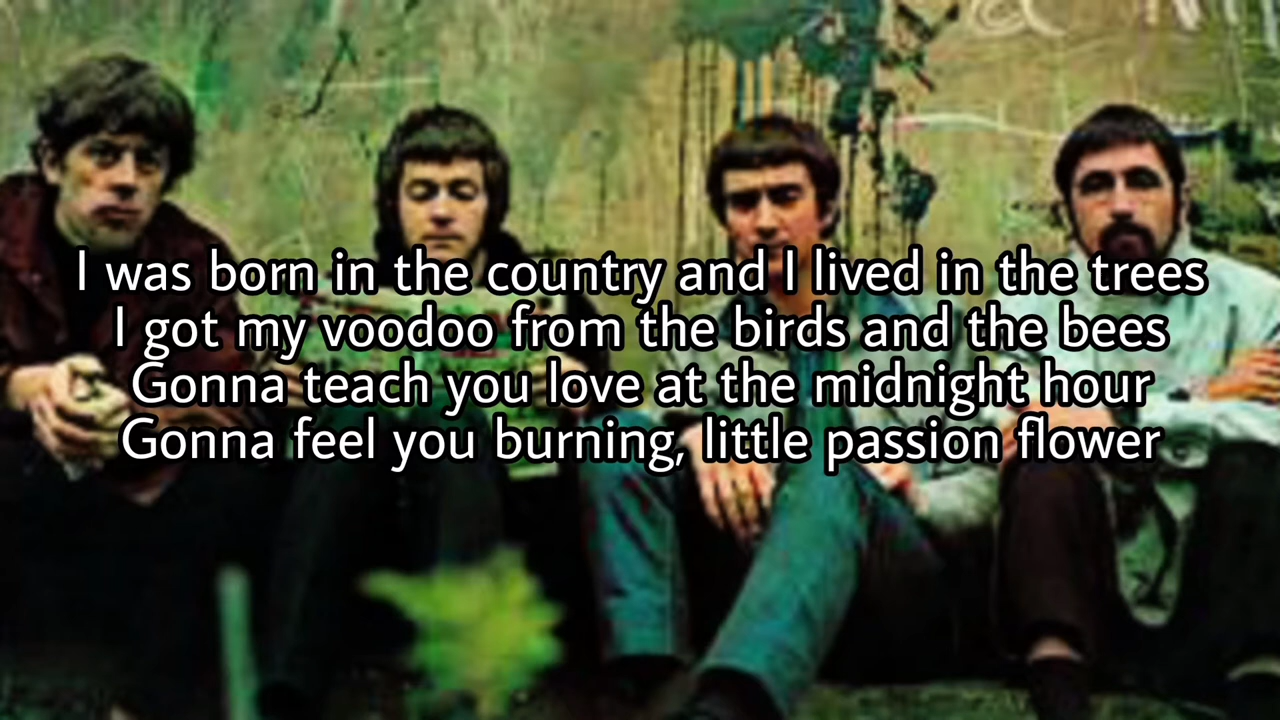 I was born in the country and I lived in the trees
I got my voodoo from the birds and the bees
Gonna teach you love at the midnight hour
Gonna feel you burning, little passion flower